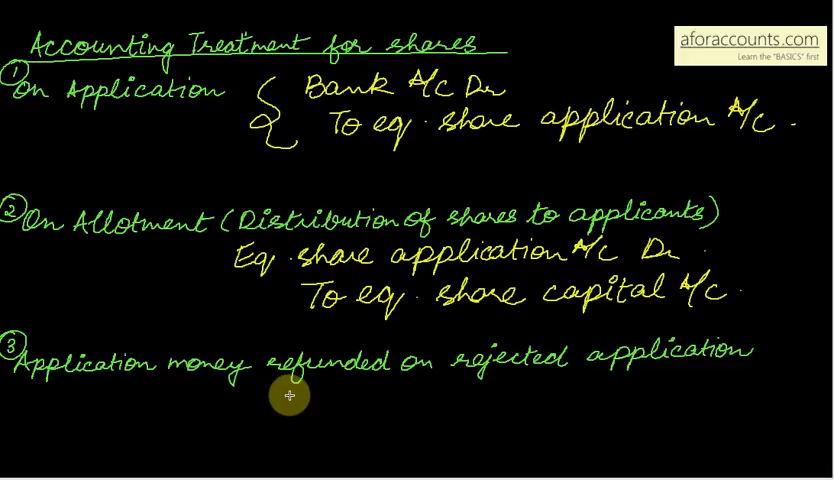 Accounting Treatment for shares
aforaccounts.com
Learn the "BASICS" first
① On Application { Bank A/C Dr
To eq. share application A/C.
② On Allotment (Distribution of shares to applicants)
Eq. share application A/C Dr.
To eq. share capital A/C.
③ Application money refunded on rejected application